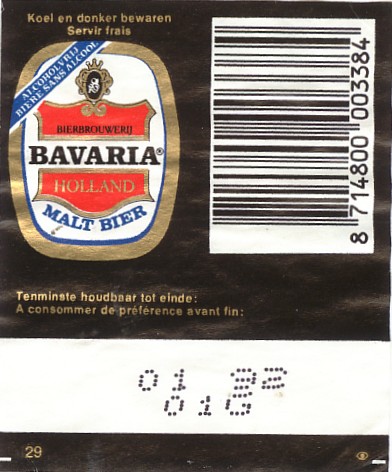 Koel en donker bewaren
Servir frais
ALCOHOLVRIJ
BIÈRE SANS ALCOOL
BIERBROUWERIJ
BAVARIA®
HOLLAND
MALT BIER
8 714800 003384
Tenminste houdbaar tot einde:
A consommer de préférence avant fin:
01 92
01G
29